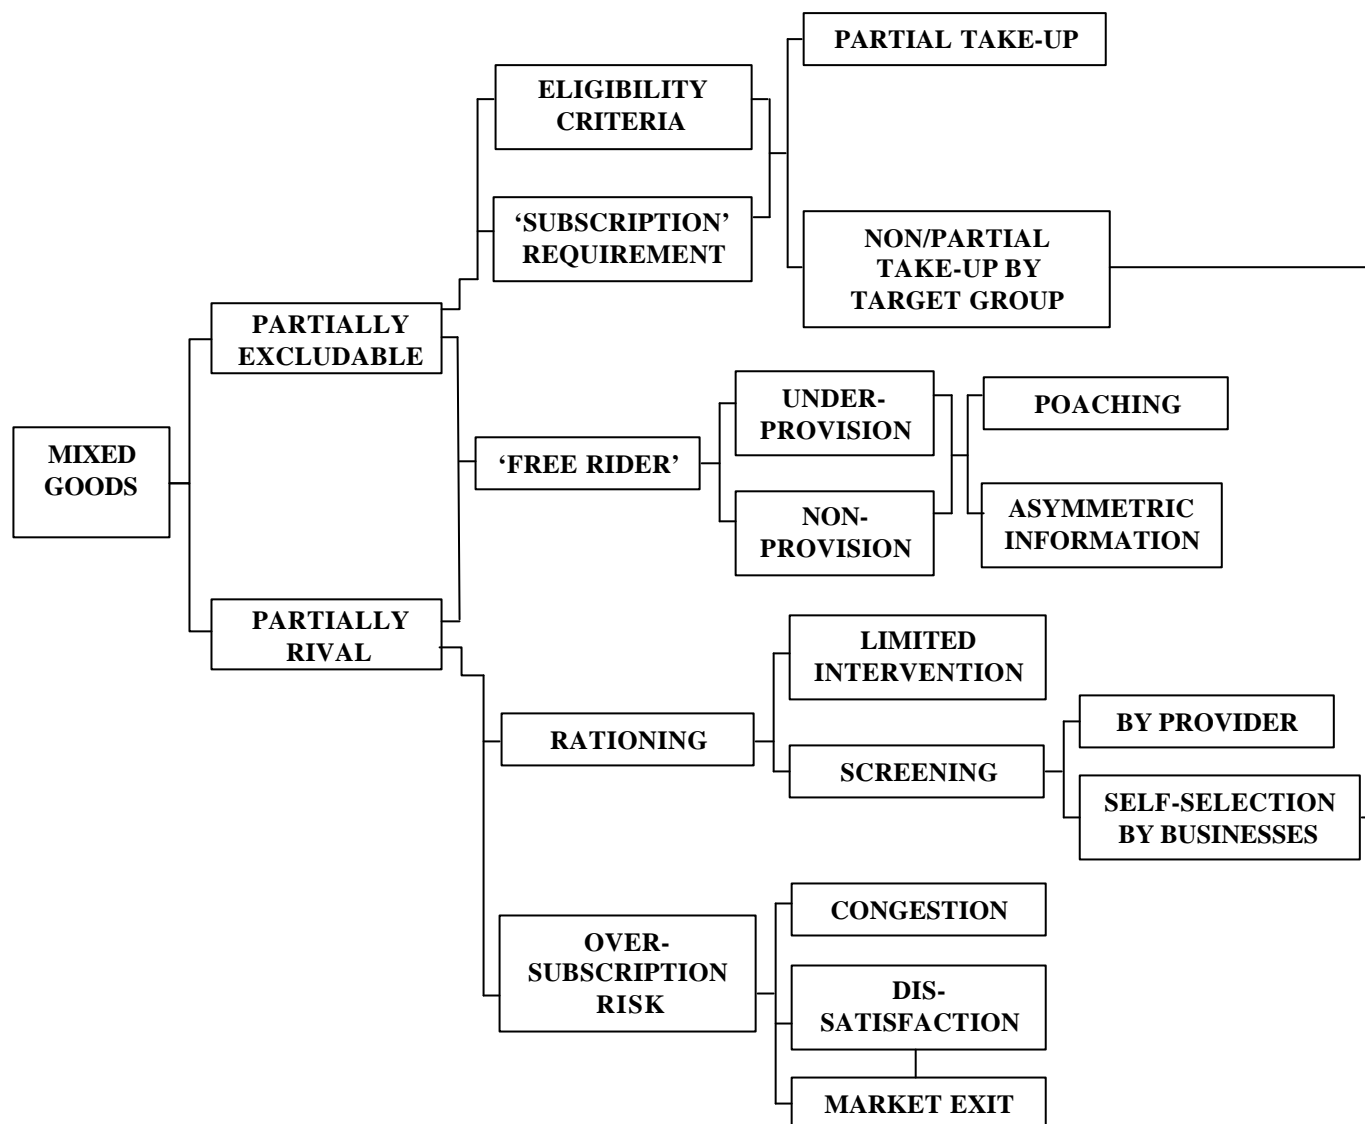 PARTIAL TAKE-UP
ELIGIBILITY
CRITERIA
‘SUBSCRIPTION’
REQUIREMENT
NON/PARTIAL
TAKE-UP BY
TARGET GROUP
PARTIALLY
EXCLUDABLE
UNDER-
PROVISION
POACHING
MIXED
GOODS
‘FREE RIDER’
NON-
PROVISION
ASYMMETRIC
INFORMATION
PARTIALLY
RIVAL
LIMITED
INTERVENTION
RATIONING
BY PROVIDER
SCREENING
SELF-SELECTION
BY BUSINESSES
CONGESTION
OVER-
SUBSCRIPTION
RISK
DIS-
SATISFACTION
MARKET EXIT